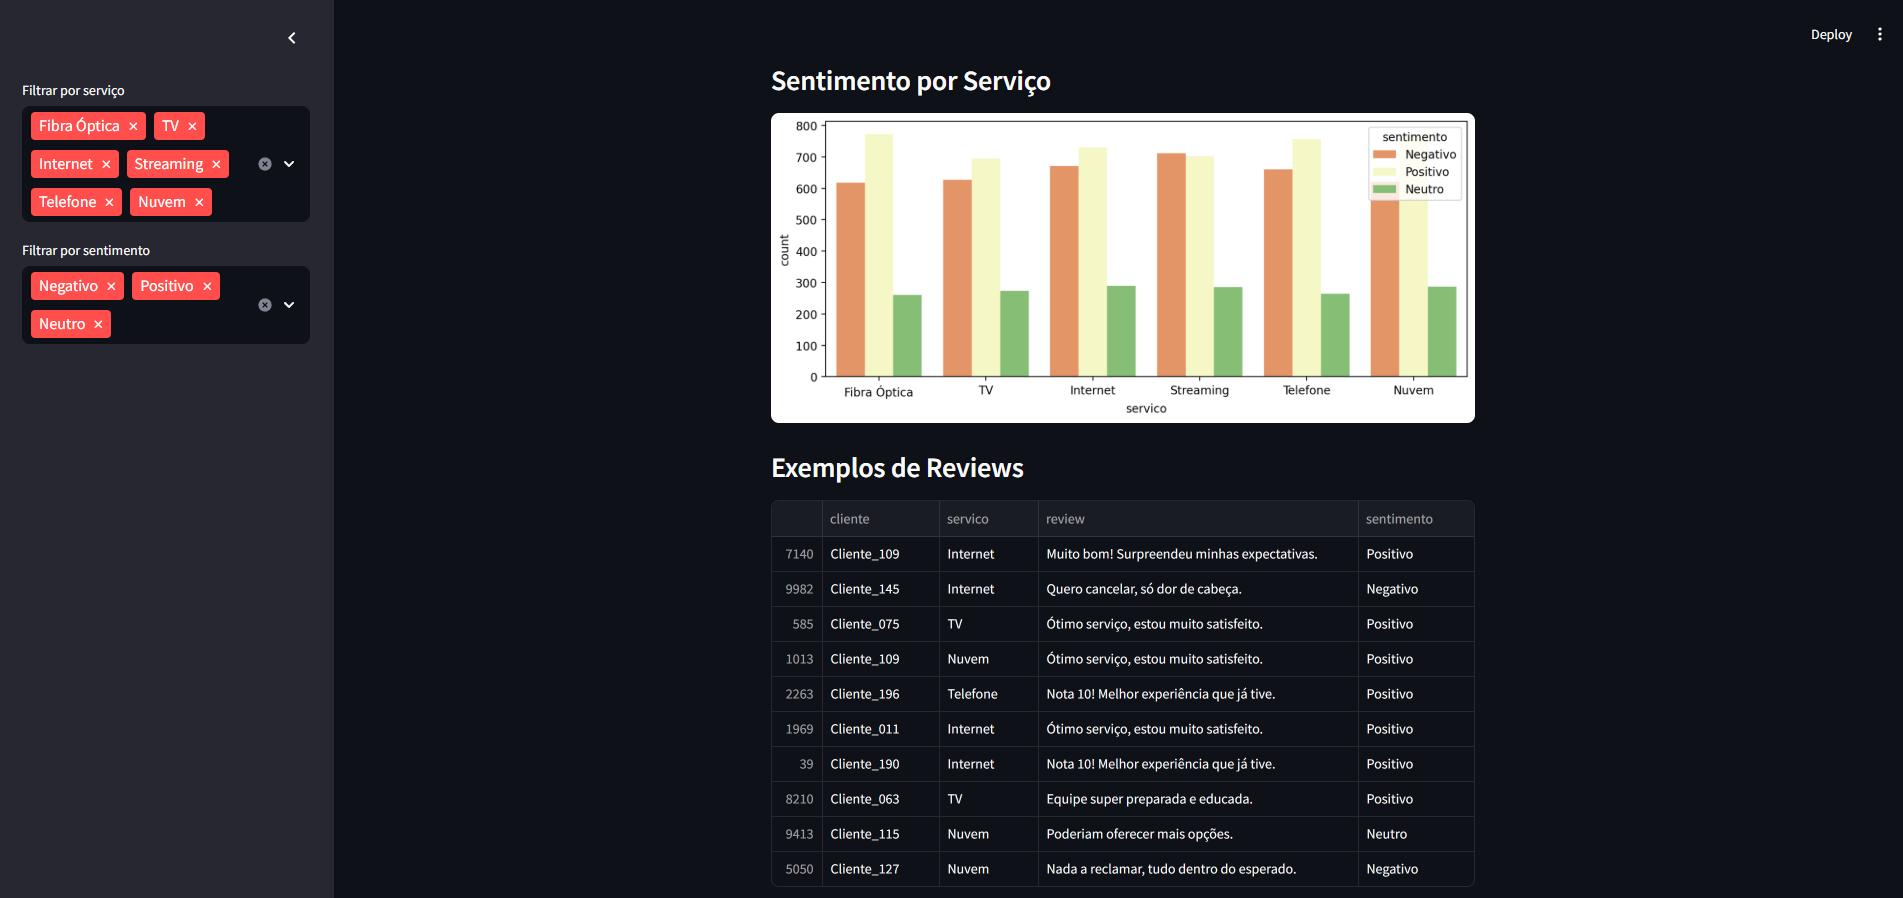 Deploy
Filtrar por serviço
Fibra Óptica TV
Internet Streaming
Telefone Nuvem
Filtrar por sentimento
Negativo Positivo
Neutro
Sentimento por Serviço
800
700
600
500
400
300
200
100
0
count
sentimento
Negativo
Positivo
Neutro
Fibra Óptica TV Internet Streaming Telefone Nuvem
servico
Exemplos de Reviews
cliente servico review sentimento
7140 Cliente_109 Internet Muito bom! Surpreendeu minhas expectativas. Positivo
9982 Cliente_145 Internet Quero cancelar, só dor de cabeça. Negativo
585 Cliente_075 TV Ótimo serviço, estou muito satisfeito. Positivo
1013 Cliente_109 Nuvem Ótimo serviço, estou muito satisfeito. Positivo
2263 Cliente_196 Telefone Nota 10! Melhor experiência que já tive. Positivo
1969 Cliente_011 Internet Ótimo serviço, estou muito satisfeito. Positivo
39 Cliente_190 Internet Nota 10! Melhor experiência que já tive. Positivo
8210 Cliente_063 TV Equipe super preparada e educada. Positivo
9413 Cliente_115 Nuvem Poderiam oferecer mais opções. Neutro
5050 Cliente_127 Nuvem Nada a reclamar, tudo dentro do esperado. Negativo